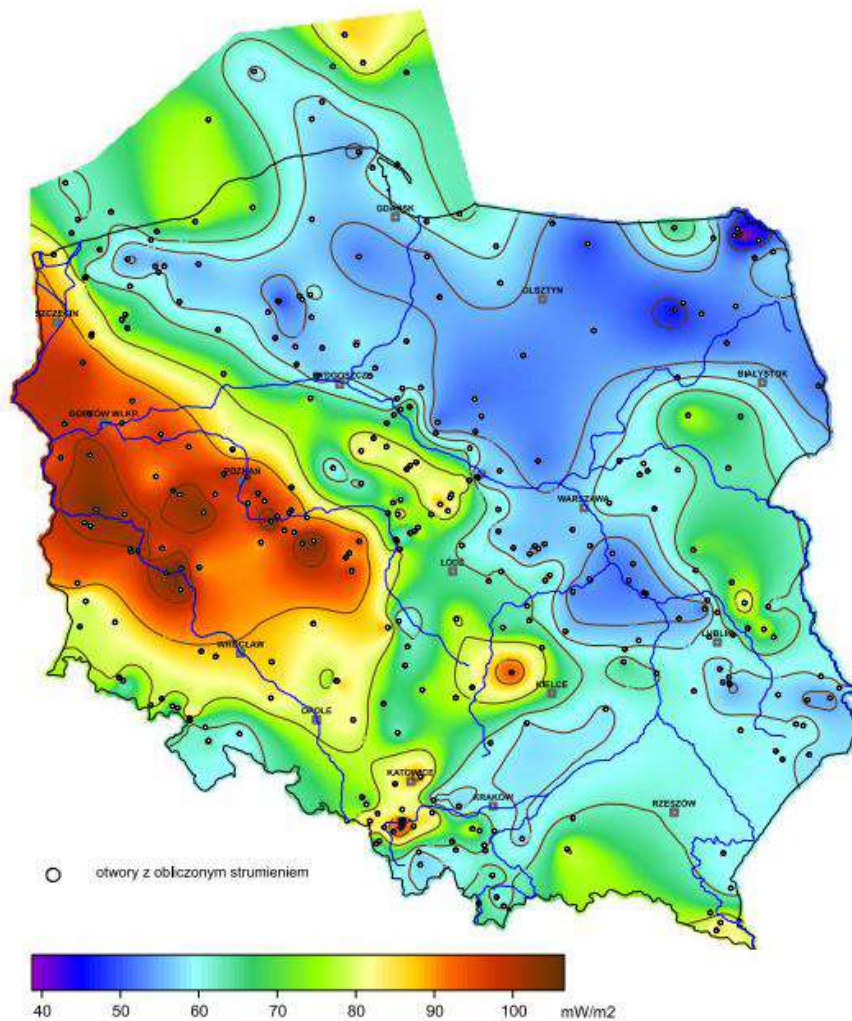 GDAŃSK
OLSZTYN
SZCZECIN
BYDGOSZCZ
BIAŁYSTOK
GORZÓW WLKP.
POZNAŃ
WARSZAWA
ŁÓDŹ
LUBLIN
WROCŁAW
KIELCE
OPOLE
KATOWICE
KRAKÓW
RZESZÓW
otwory z obliczonym strumieniem
40 50 60 70 80 90 100 mW/m2